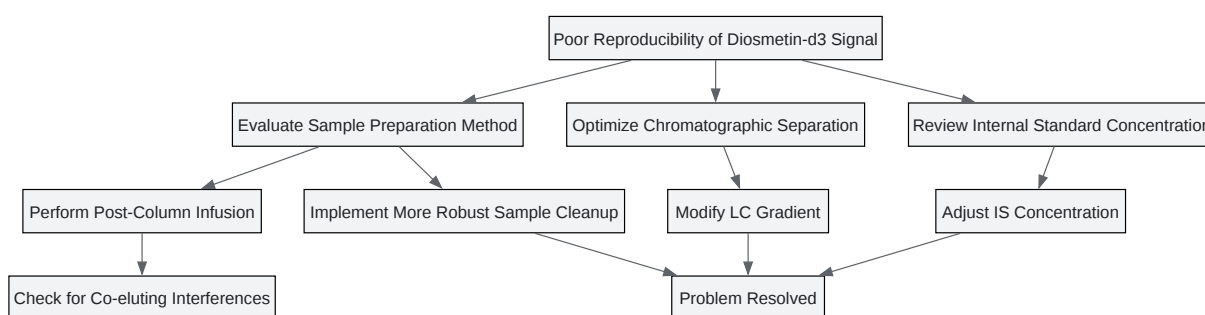 Poor Reproducibility of Diosmetin-d3 Signal
Evaluate Sample Preparation Method
Optimize Chromatographic Separation
Review Internal Standard Concentration
Perform Post-Column Infusion
Implement More Robust Sample Cleanup
Modify LC Gradient
Adjust IS Concentration
Check for Co-eluting Interferences
Problem Resolved